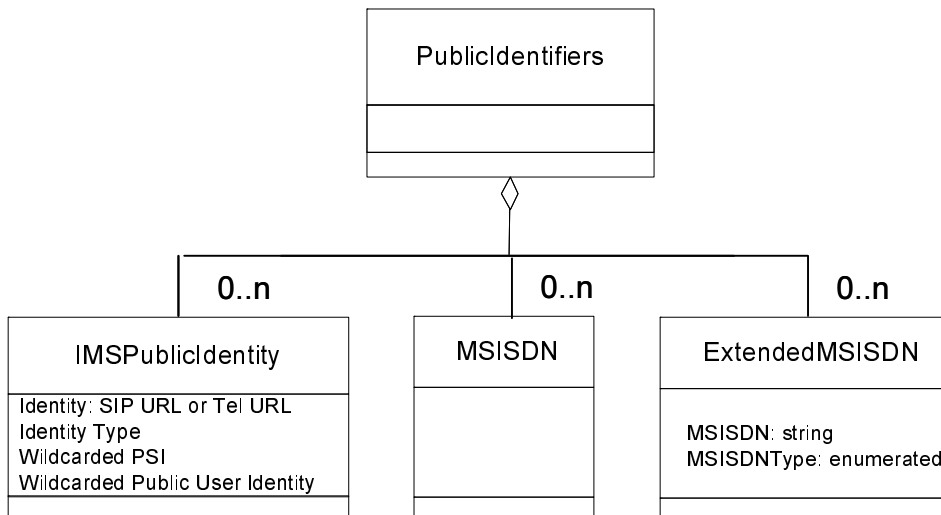 PublicIdentifiers
0..n
0..n
0..n
IMSPublicIdentity
MSISDN
ExtendedMSISDN
Identity: SIP URL or Tel URL
Identity Type
Wildcarded PSI
Wildcarded Public User Identity
MSISDN: string
MSISDNType: enumerated